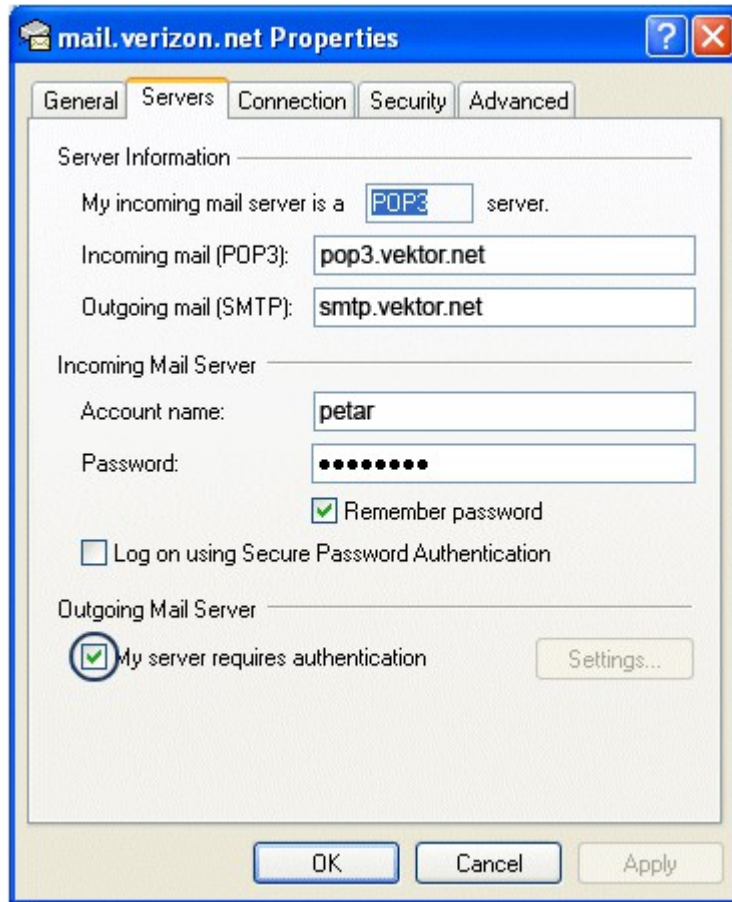 mail.verizon.net Properties
General Servers Connection Security Advanced
Server Information
My incoming mail server is a POP3 server.
Incoming mail (POP3): pop3.vektor.net
Outgoing mail (SMTP): smtp.vektor.net
Incoming Mail Server
Account name: petar
Password: ••••••••
Remember password
Log on using Secure Password Authentication
Outgoing Mail Server
My server requires authentication Settings...
OK Cancel Apply